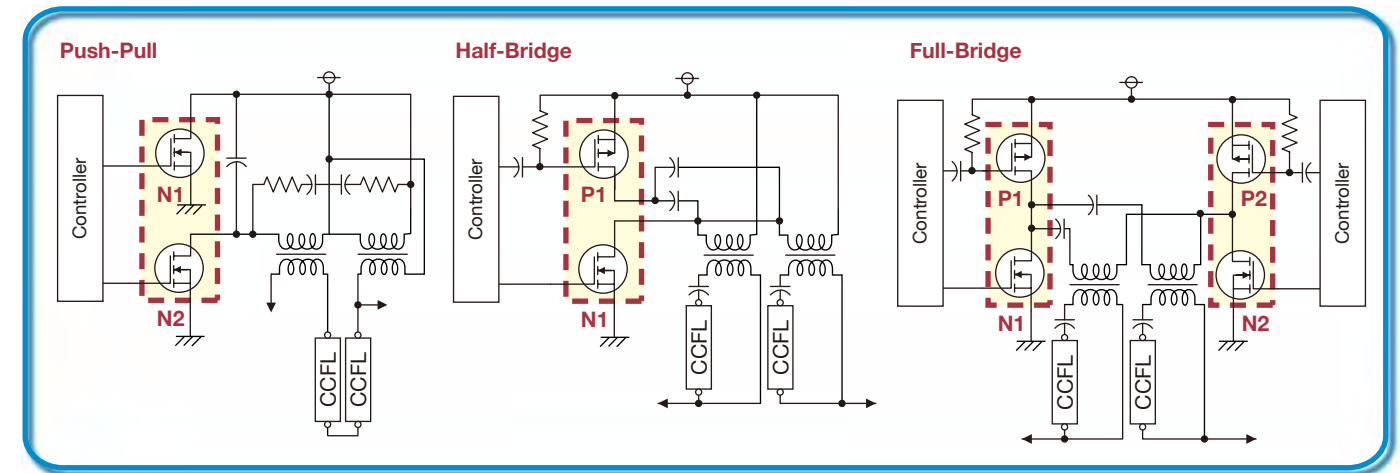 Push-Pull
Controller
N1
N2
CCFL
CCFL
Half-Bridge
Controller
P1
N1
CCFL
CCFL
Full-Bridge
Controller
P1
N1
P2
N2
Controller
CCFL
CCFL